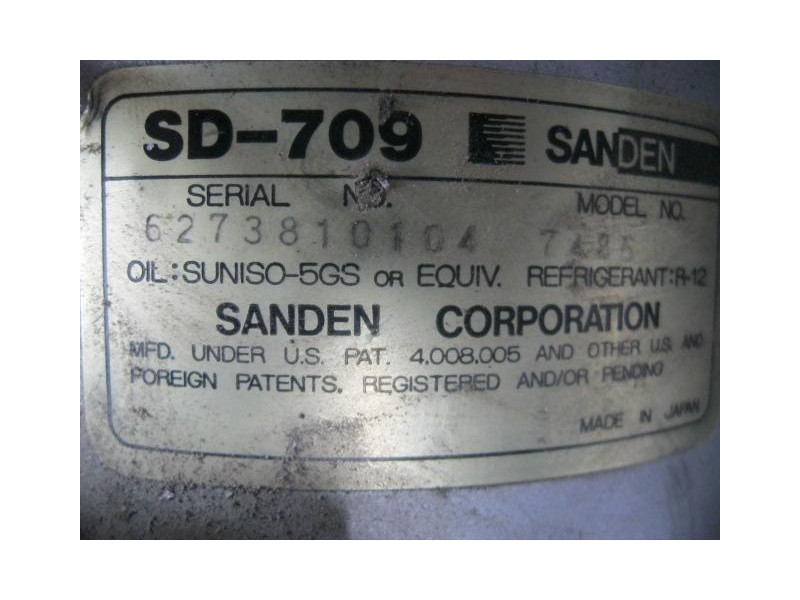 SD-709 SANDEN
SERIAL NO. MODEL NO.
6273810104
OIL: SUNISO-5GS OR EQUIV. REFRIGERANT: R-12
SANDEN CORPORATION
MFD. UNDER U.S. PAT. 4.008.005 AND OTHER U.S. AND
FOREIGN PATENTS. REGISTERED AND/OR PENDING
MADE IN JAPAN